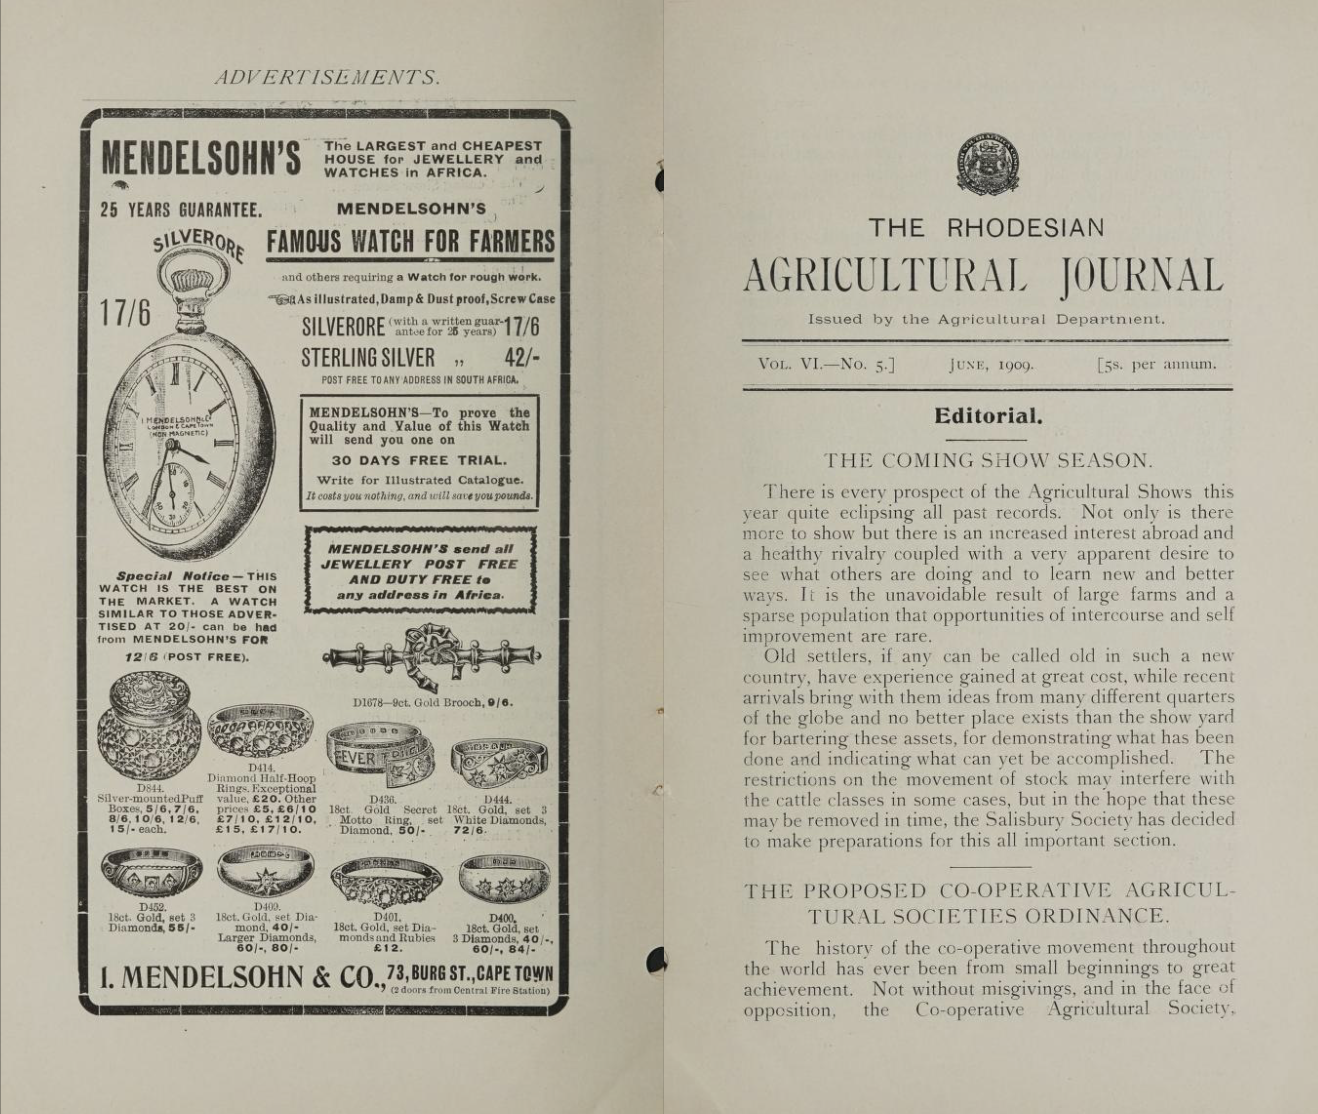 ADVERTISEMENTS.
MENDELSOHN'S
The LARGEST and CHEAPEST
HOUSE for JEWELLERY and
WATCHES in AFRICA.
25 YEARS GUARANTEE.
MENDELSOHN'S
SILVERORE
FAMOUS WATCH FOR FARMERS
and others requiring a Watch for rough work.
17/6
As illustrated, Damp & Dust proof, Screw Case
SILVERORE (with a written guar-
antee for 25 years) 17/6
STERLING SILVER „ 42/-
POST FREE TO ANY ADDRESS IN SOUTH AFRICA.
I MENDELSOHN & Co
LONDON & CAPE TOWN
(NON MAGNETIC)
MENDELSOHN'S—To prove the
Quality and Value of this Watch
will send you one on
30 DAYS FREE TRIAL.
Write for Illustrated Catalogue.
It costs you nothing, and will save you pounds.
MENDELSOHN'S send all
JEWELLERY POST FREE
AND DUTY FREE to
any address in Africa.
Special Notice—THIS
WATCH IS THE BEST ON
THE MARKET. A WATCH
SIMILAR TO THOSE ADVER-
TISED AT 20/- can be had
from MENDELSOHN'S FOR
12/6 (POST FREE).
D1678—9ct. Gold Brooch, 9/6.
D844.
Silver-mounted Puff
Boxes, 5/6, 7/6,
8/6, 10/6, 12/6,
15/- each.
D414.
Diamond Half-Hoop
Rings. Exceptional
value, £20. Other
prices £5, £6/10
£7/10, £12/10,
£15, £17/10.
D436.
18ct. Gold Secret
Motto Ring, set
Diamond, 50/-
D444.
18ct. Gold, set 3
White Diamonds,
72/6.
D452.
18ct. Gold, set 3
Diamonds, 55/-
D409.
18ct. Gold, set Dia-
mond, 40/-
Larger Diamonds,
60/-, 80/-
D401,
18ct. Gold, set Dia-
monds and Rubies
£12.
D400,
18ct. Gold, set
3 Diamonds, 40/-,
60/-, 84/-
I. MENDELSOHN & CO., 73, BURG ST., CAPE TOWN
(2 doors from Central Fire Station)
THE RHODESIAN
AGRICULTURAL JOURNAL
Issued by the Agricultural Department.
VOL. VI.—No. 5.] JUNE, 1909. [5s. per annum.
Editorial.
THE COMING SHOW SEASON.
There is every prospect of the Agricultural Shows this
year quite eclipsing all past records. Not only is there
more to show but there is an increased interest abroad and
a healthy rivalry coupled with a very apparent desire to
see what others are doing and to learn new and better
ways. It is the unavoidable result of large farms and a
sparse population that opportunities of intercourse and self
improvement are rare.
Old settlers, if any can be called old in such a new
country, have experience gained at great cost, while recent
arrivals bring with them ideas from many different quarters
of the globe and no better place exists than the show yard
for bartering these assets, for demonstrating what has been
done and indicating what can yet be accomplished. The
restrictions on the movement of stock may interfere with
the cattle classes in some cases, but in the hope that these
may be removed in time, the Salisbury Society has decided
to make preparations for this all important section.
THE PROPOSED CO-OPERATIVE AGRICUL-
TURAL SOCIETIES ORDINANCE.
The history of the co-operative movement throughout
the world has ever been from small beginnings to great
achievement. Not without misgivings, and in the face of
opposition, the Co-operative Agricultural Society,